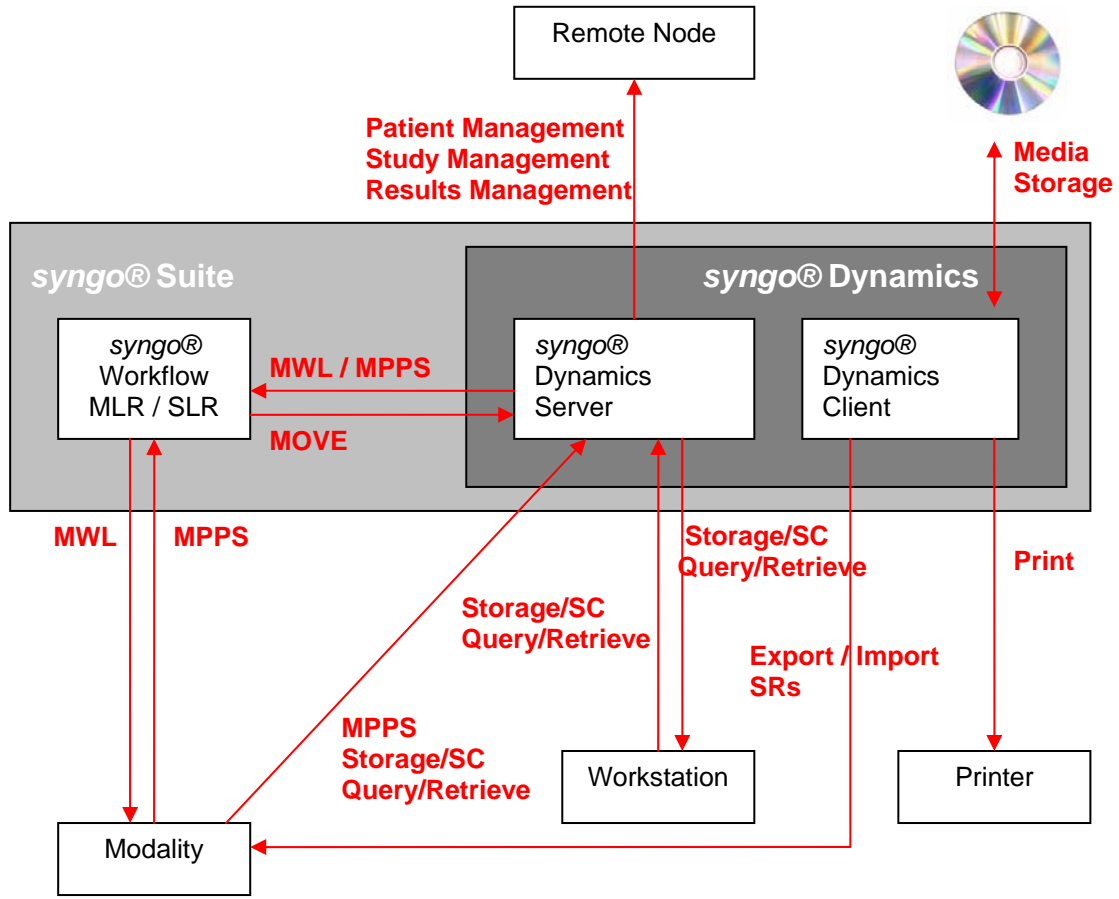 Remote Node
Patient Management
Study Management
Results Management
Media
Storage
syngo® Suite
syngo® Dynamics
syngo®
Workflow
MLR / SLR
MWL / MPPS
MOVE
syngo®
Dynamics
Server
syngo®
Dynamics
Client
MWL
MPPS
Storage/SC
Query/Retrieve
Storage/SC
Query/Retrieve
Print
Export / Import
SRs
MPPS
Storage/SC
Query/Retrieve
Workstation
Printer
Modality